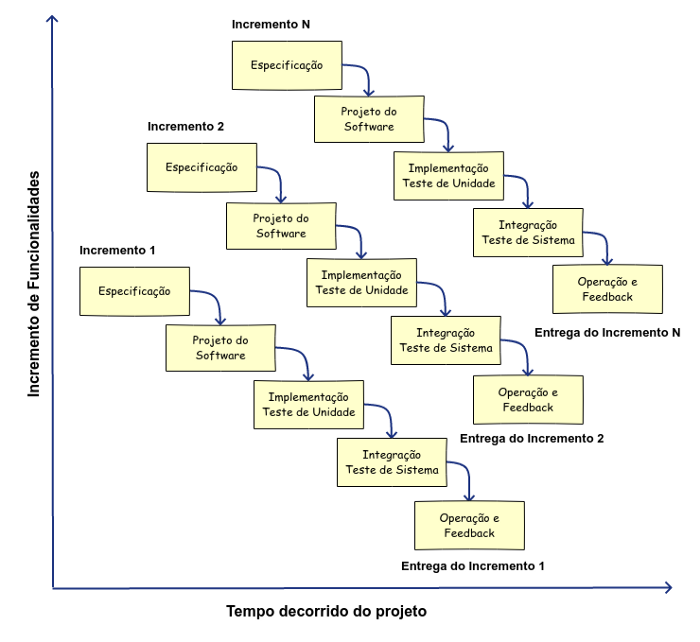 Incremento N
Especificação
Projeto do
Software
Implementação
Teste de Unidade
Integração
Teste de Sistema
Operação e
Feedback
Entrega do Incremento N
Incremento 2
Especificação
Projeto do
Software
Implementação
Teste de Unidade
Integração
Teste de Sistema
Operação e
Feedback
Entrega do Incremento 2
Incremento 1
Especificação
Projeto do
Software
Implementação
Teste de Unidade
Integração
Teste de Sistema
Operação e
Feedback
Entrega do Incremento 1
Incremento de Funcionalidades
Tempo decorrido do projeto